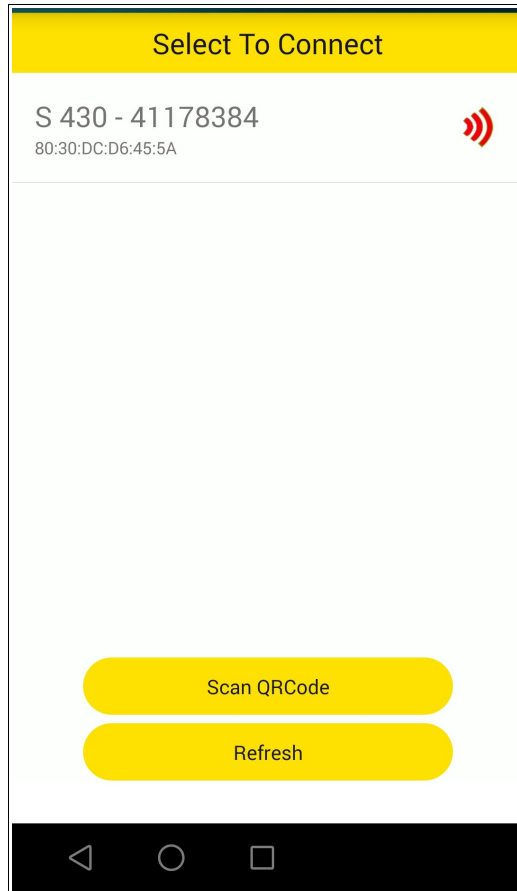 Select To Connect
S 430 - 41178384
80:30:DC:D6:45:5A
Scan QRCode
Refresh